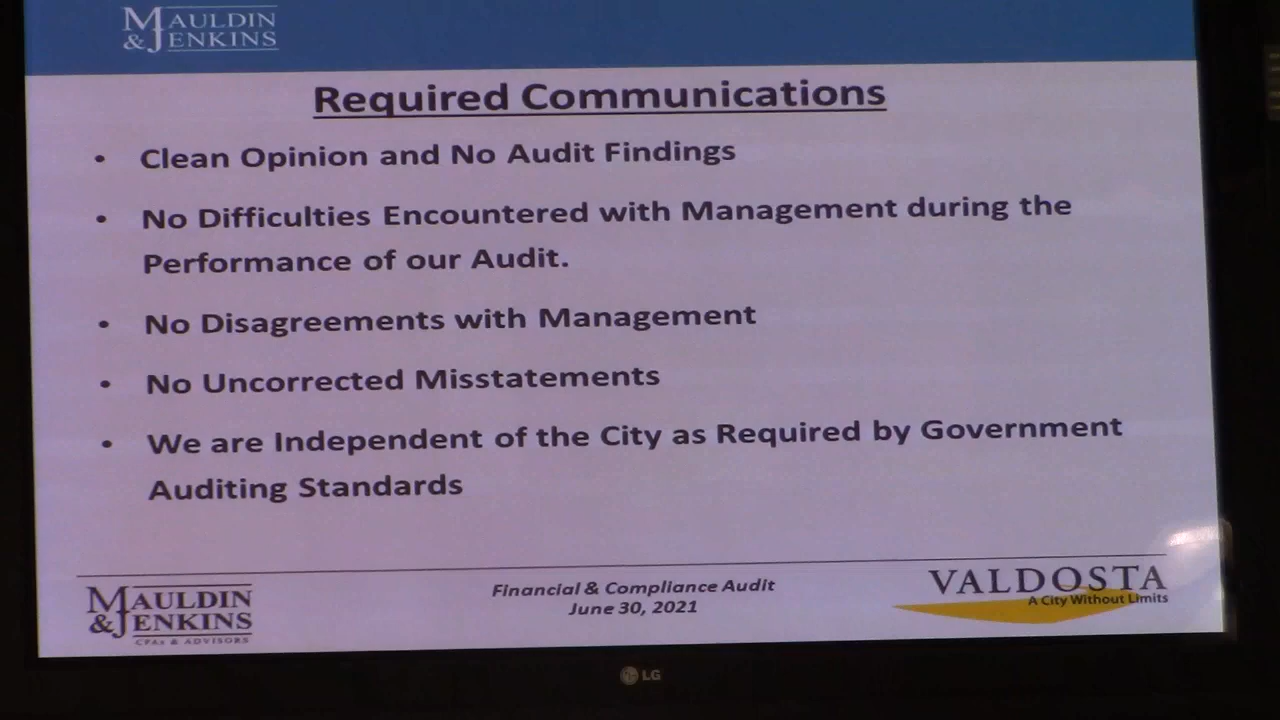 MAULDIN
& JENKINS
Required Communications
• Clean Opinion and No Audit Findings
• No Difficulties Encountered with Management during the
Performance of our Audit.
• No Disagreements with Management
• No Uncorrected Misstatements
• We are Independent of the City as Required by Government
Auditing Standards
MAULDIN
& JENKINS
CPAs & ADVISORS
Financial & Compliance Audit
June 30, 2021
VALDOSTA
A City Without Limits
LG